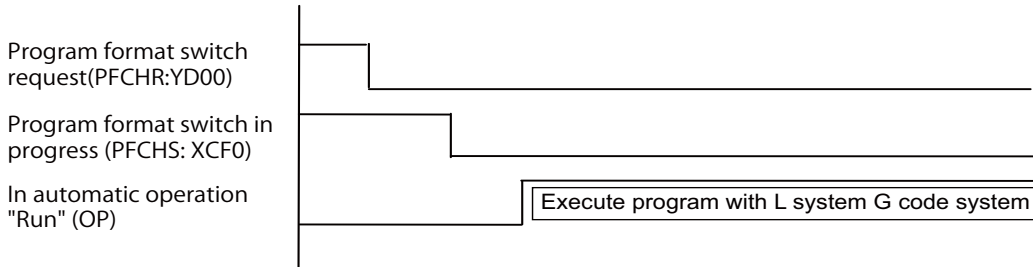 Program format switch
request(PFCHR:YD00)
Program format switch in
progress (PFCHS: XCF0)
In automatic operation
"Run" (OP)
Execute program with L system G code system